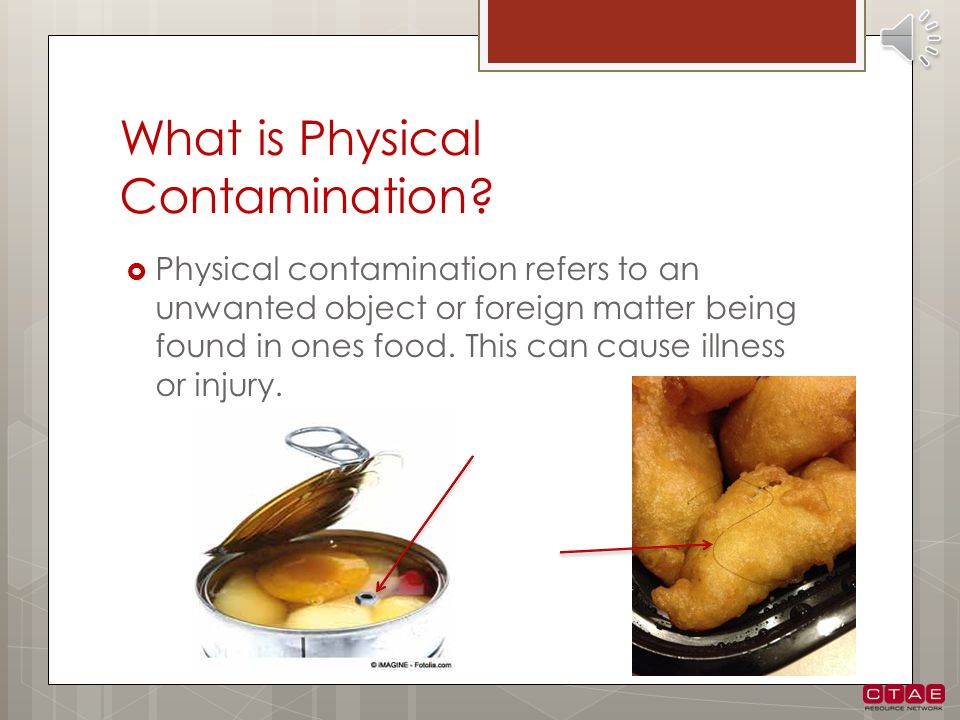 What is Physical
Contamination?
Physical contamination refers to an
unwanted object or foreign matter being
found in ones food. This can cause illness
or injury.
© IMAGINE - Fotolia.com
CTAE
RESOURCE NETWORK